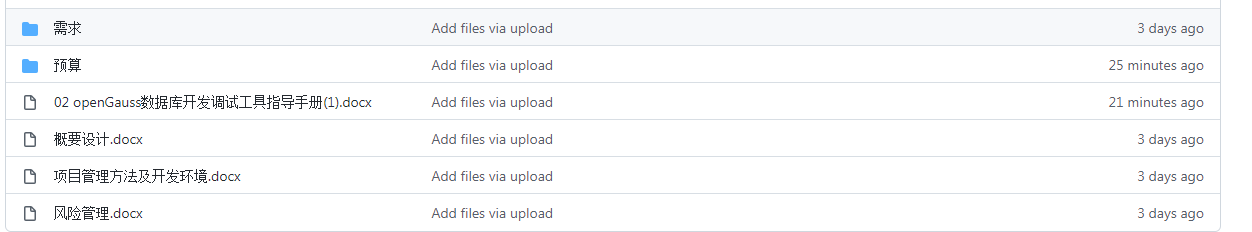 需求 Add files via upload 3 days ago
预算 Add files via upload 25 minutes ago
02 openGauss数据库开发调试工具指导手册(1).docx Add files via upload 21 minutes ago
概要设计.docx Add files via upload 3 days ago
项目管理方法及开发环境.docx Add files via upload 3 days ago
风险管理.docx Add files via upload 3 days ago